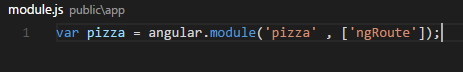 module.js public\app
1 var pizza = angular.module('pizza' , ['ngRoute']);